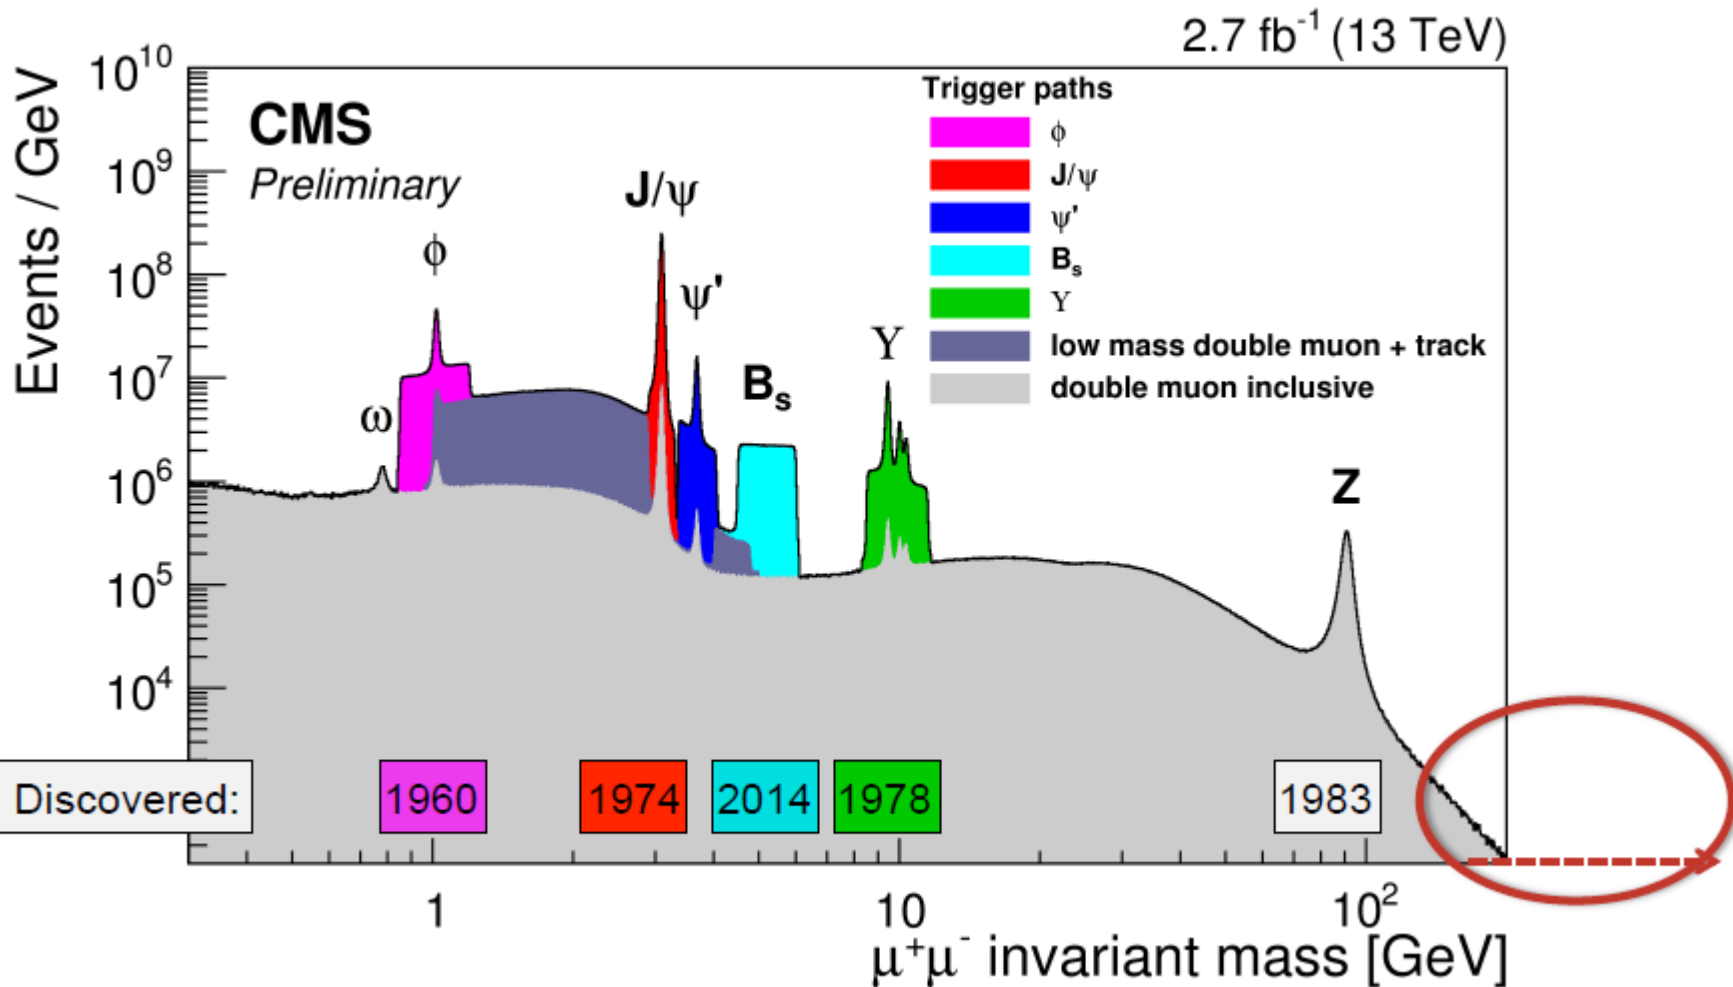 2.7 fb⁻¹ (13 TeV)
Events / GeV
10¹⁰
10⁹
10⁸
10⁷
10⁶
10⁵
10⁴
CMS
Preliminary
Trigger paths
ϕ
J/ψ
ψ'
Bₛ
Υ
low mass double muon + track
double muon inclusive
ω
ϕ
J/ψ
ψ'
Bₛ
Υ
Z
Discovered:
1960
1974
2014
1978
1983
1
10
10²
μ⁺μ⁻ invariant mass [GeV]